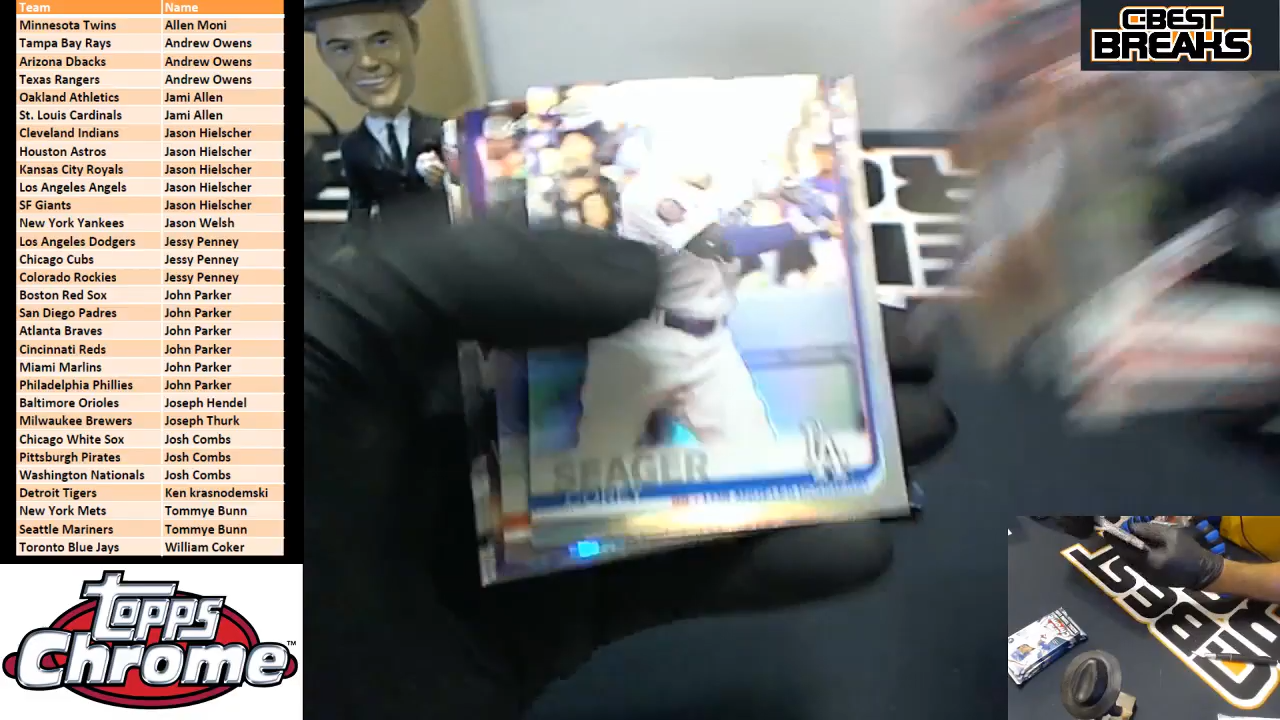 Team Name
Minnesota Twins Allen Moni
Tampa Bay Rays Andrew Owens
Arizona Dbacks Andrew Owens
Texas Rangers Andrew Owens
Oakland Athletics Jami Allen
St. Louis Cardinals Jami Allen
Cleveland Indians Jason Hielscher
Houston Astros Jason Hielscher
Kansas City Royals Jason Hielscher
Los Angeles Angels Jason Hielscher
SF Giants Jason Hielscher
New York Yankees Jason Welsh
Los Angeles Dodgers Jessy Penney
Chicago Cubs Jessy Penney
Colorado Rockies Jessy Penney
Boston Red Sox John Parker
San Diego Padres John Parker
Atlanta Braves John Parker
Cincinnati Reds John Parker
Miami Marlins John Parker
Philadelphia Phillies John Parker
Baltimore Orioles Joseph Hendel
Milwaukee Brewers Joseph Thurk
Chicago White Sox Josh Combs
Pittsburgh Pirates Josh Combs
Washington Nationals Josh Combs
Detroit Tigers Ken krasnodemski
New York Mets Tommye Bunn
Seattle Mariners Tommye Bunn
Toronto Blue Jays William Coker
Topps
Chrome™
C-BEST
BREAKS
SEAGER
COREY
LA